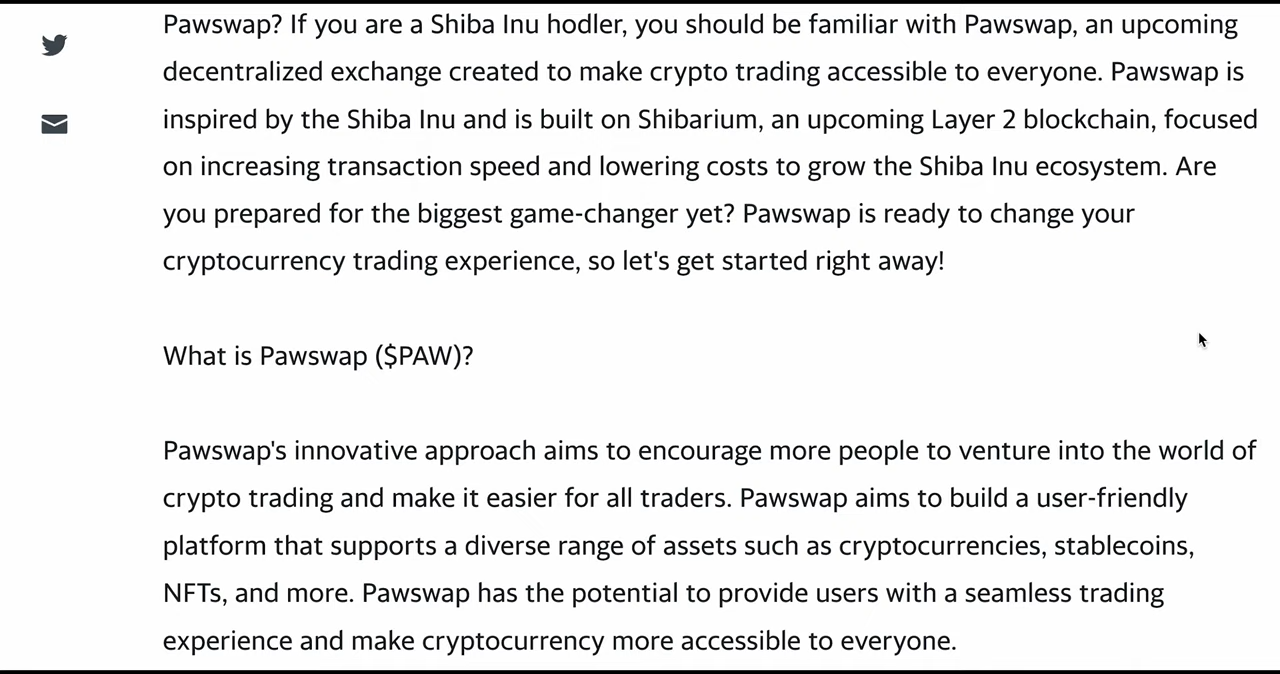 Pawswap? If you are a Shiba Inu hodler, you should be familiar with Pawswap, an upcoming
decentralized exchange created to make crypto trading accessible to everyone. Pawswap is
inspired by the Shiba Inu and is built on Shibarium, an upcoming Layer 2 blockchain, focused
on increasing transaction speed and lowering costs to grow the Shiba Inu ecosystem. Are
you prepared for the biggest game-changer yet? Pawswap is ready to change your
cryptocurrency trading experience, so let's get started right away!
What is Pawswap ($PAW)?
Pawswap's innovative approach aims to encourage more people to venture into the world of
crypto trading and make it easier for all traders. Pawswap aims to build a user-friendly
platform that supports a diverse range of assets such as cryptocurrencies, stablecoins,
NFTs, and more. Pawswap has the potential to provide users with a seamless trading
experience and make cryptocurrency more accessible to everyone.